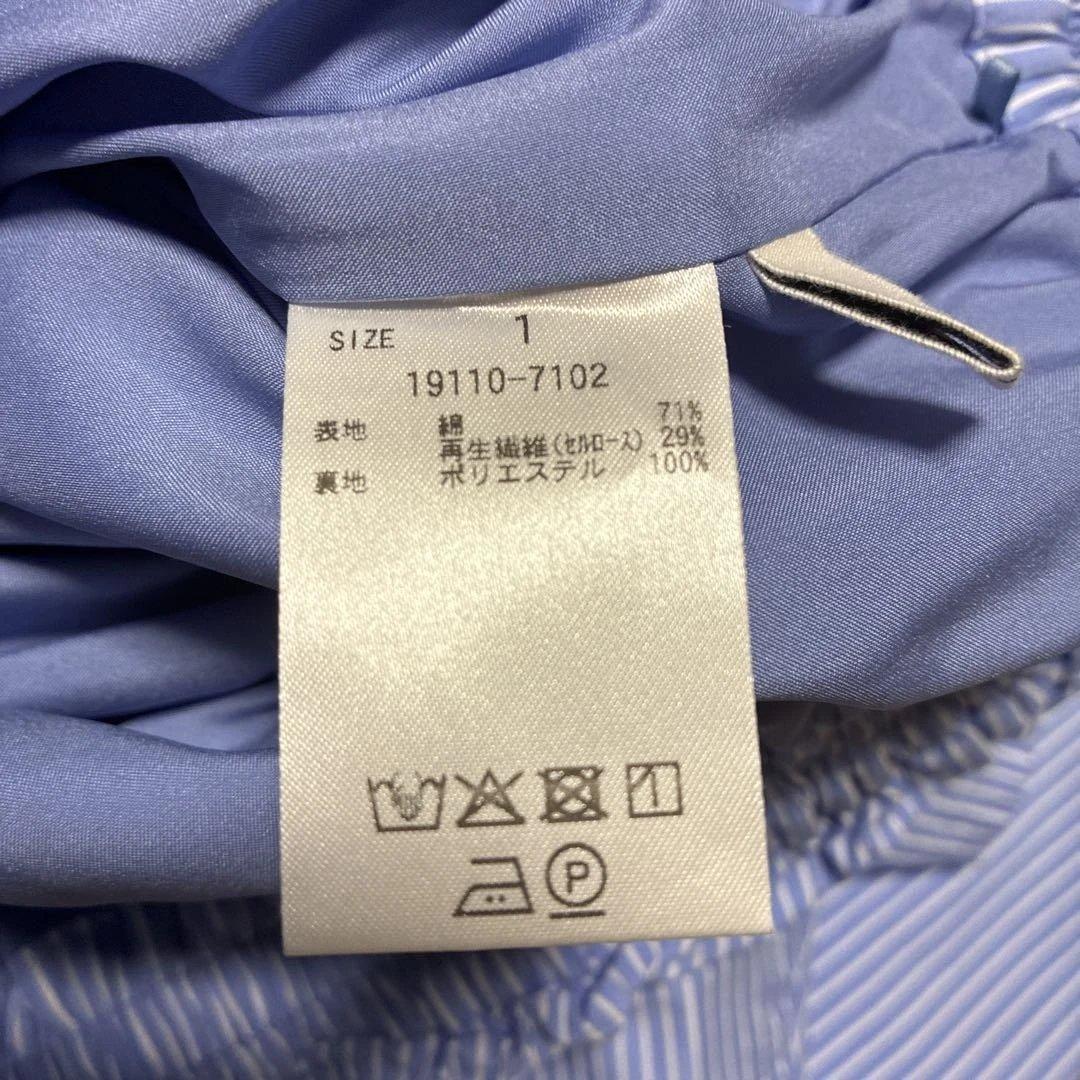 SIZE 1
19110-7102
表地 綿 71%
再生繊維(セルロース) 29%
裏地 ポリエステル 100%
P